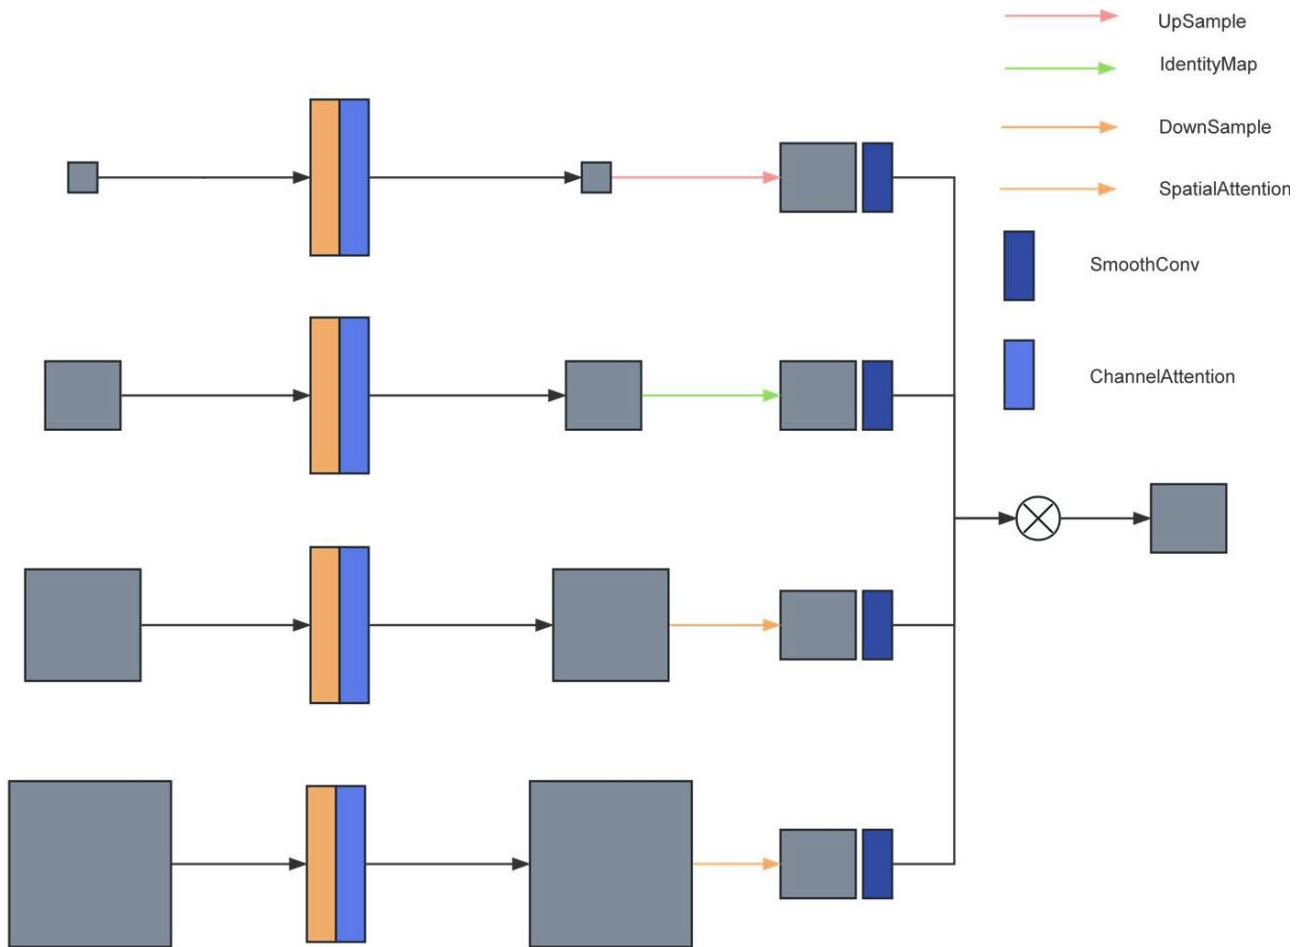 UpSample
IdentityMap
DownSample
SpatialAttention
SmoothConv
ChannelAttention